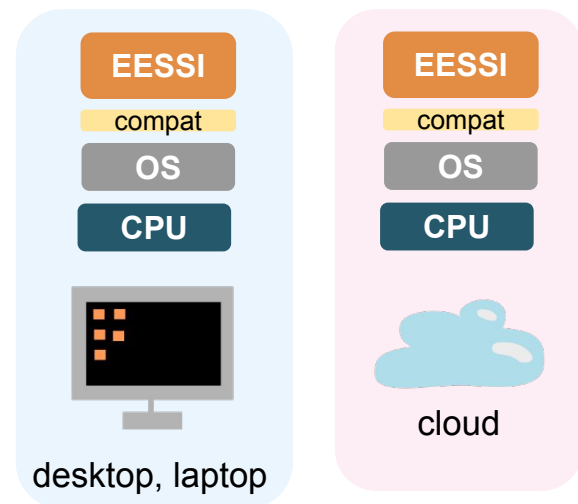 EESSI
compat
OS
CPU
desktop, laptop
EESSI
compat
OS
CPU
cloud